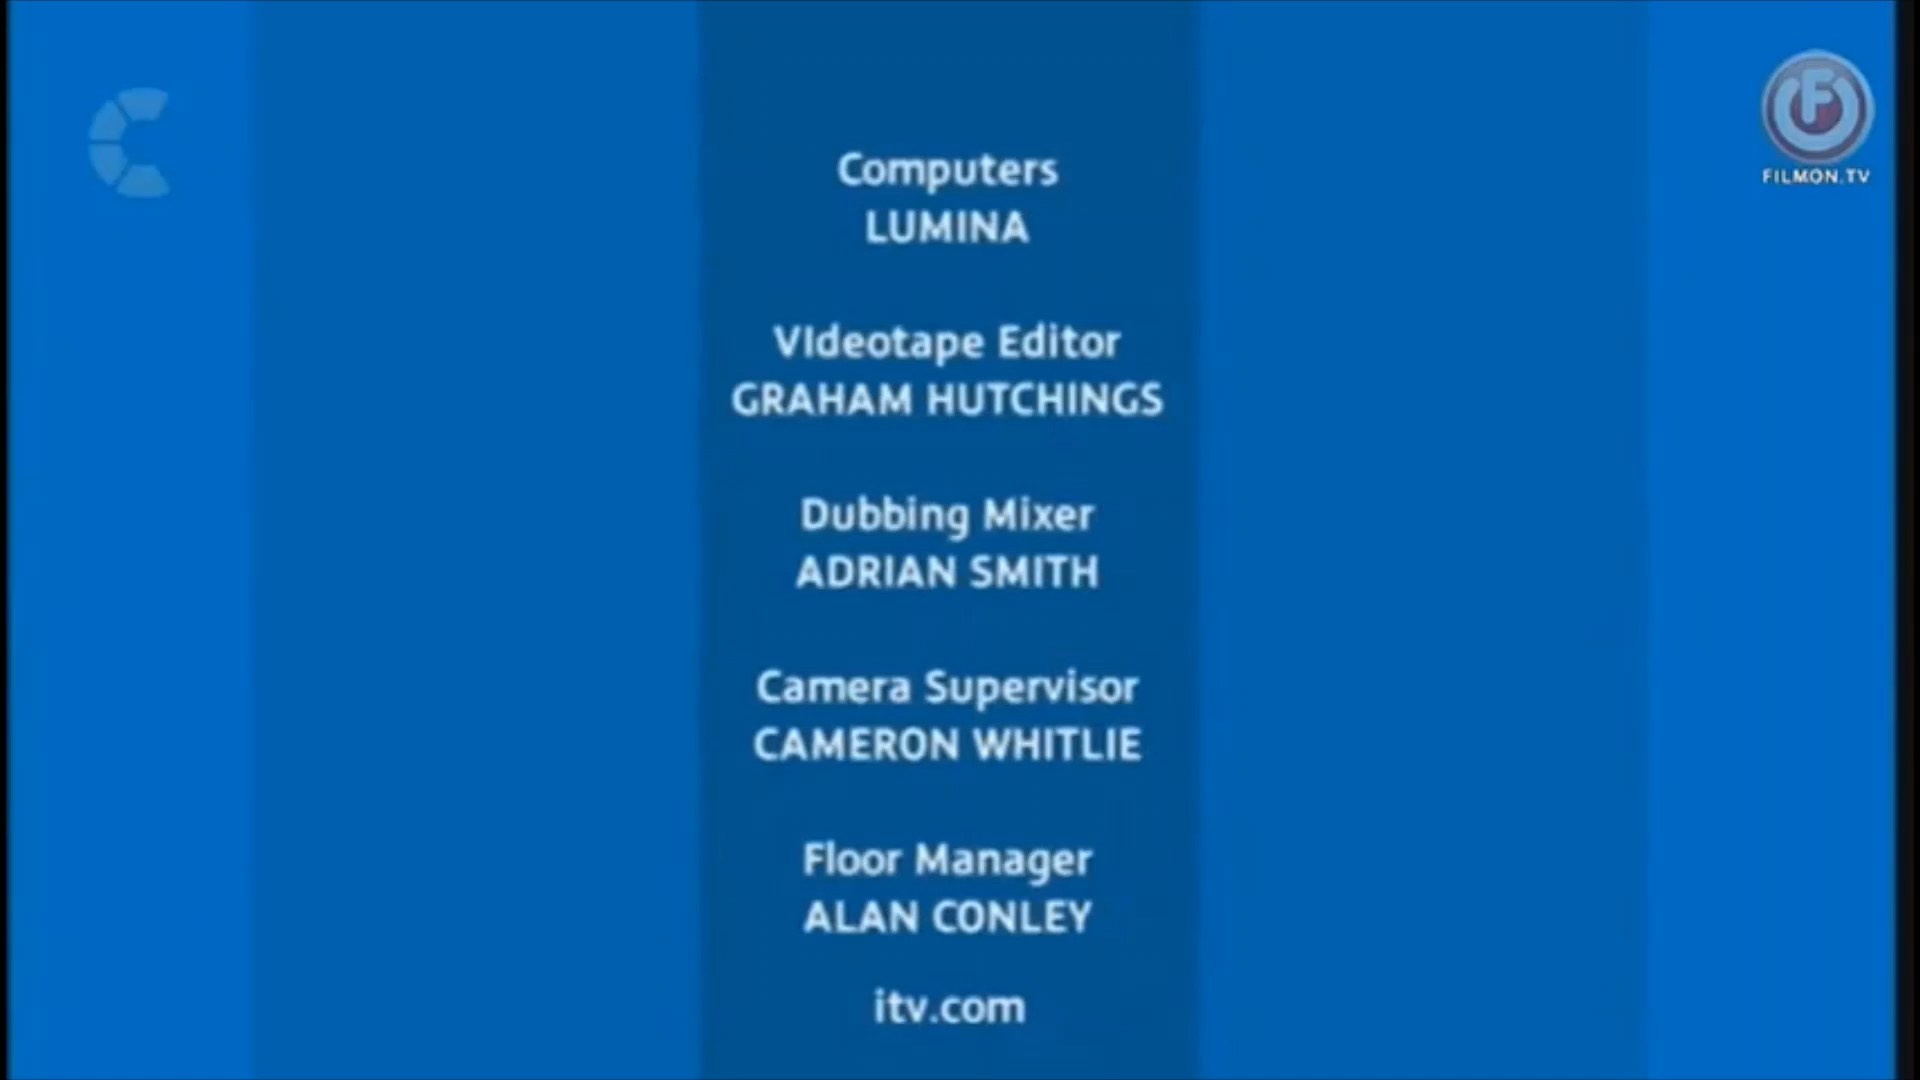 Computers
LUMINA
VIdeotape Editor
GRAHAM HUTCHINGS
Dubbing Mixer
ADRIAN SMITH
Camera Supervisor
CAMERON WHITLIE
Floor Manager
ALAN CONLEY
itv.com
F
FILMON.TV